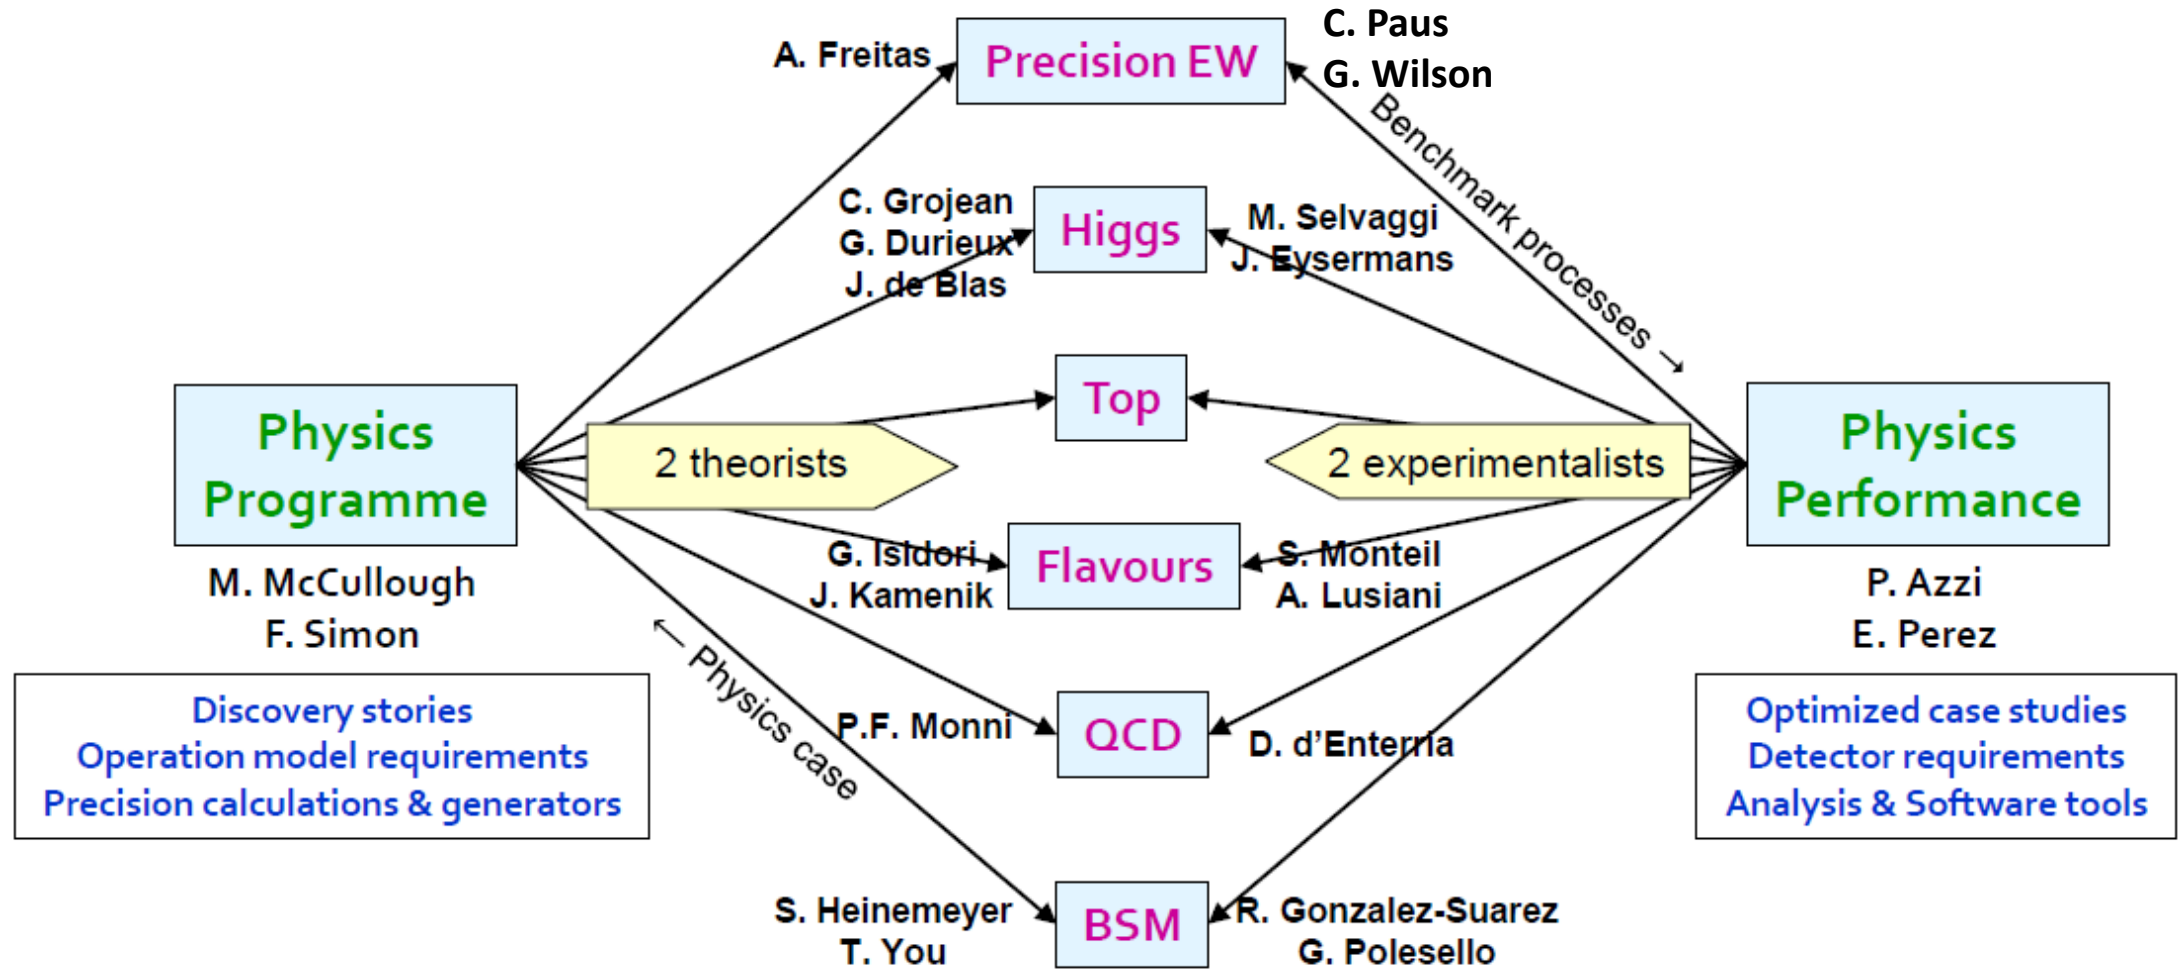 C. Paus
A. Freitas
Precision EW
G. Wilson
Benchmark processes →
C. Grojean
G. Durieux
J. de Blas
Higgs
M. Selvaggi
J. Eysermans
Top
Physics
Programme
2 theorists
2 experimentalists
Physics
Performance
M. McCullough
F. Simon
G. Isidori
J. Kamenik
Flavours
S. Monteil
A. Lusiani
P. Azzi
E. Perez
← Physics case
Discovery stories
Operation model requirements
Precision calculations & generators
P.F. Monni
QCD
D. d’Enterria
Optimized case studies
Detector requirements
Analysis & Software tools
S. Heinemeyer
T. You
BSM
R. Gonzalez-Suarez
G. Polesello